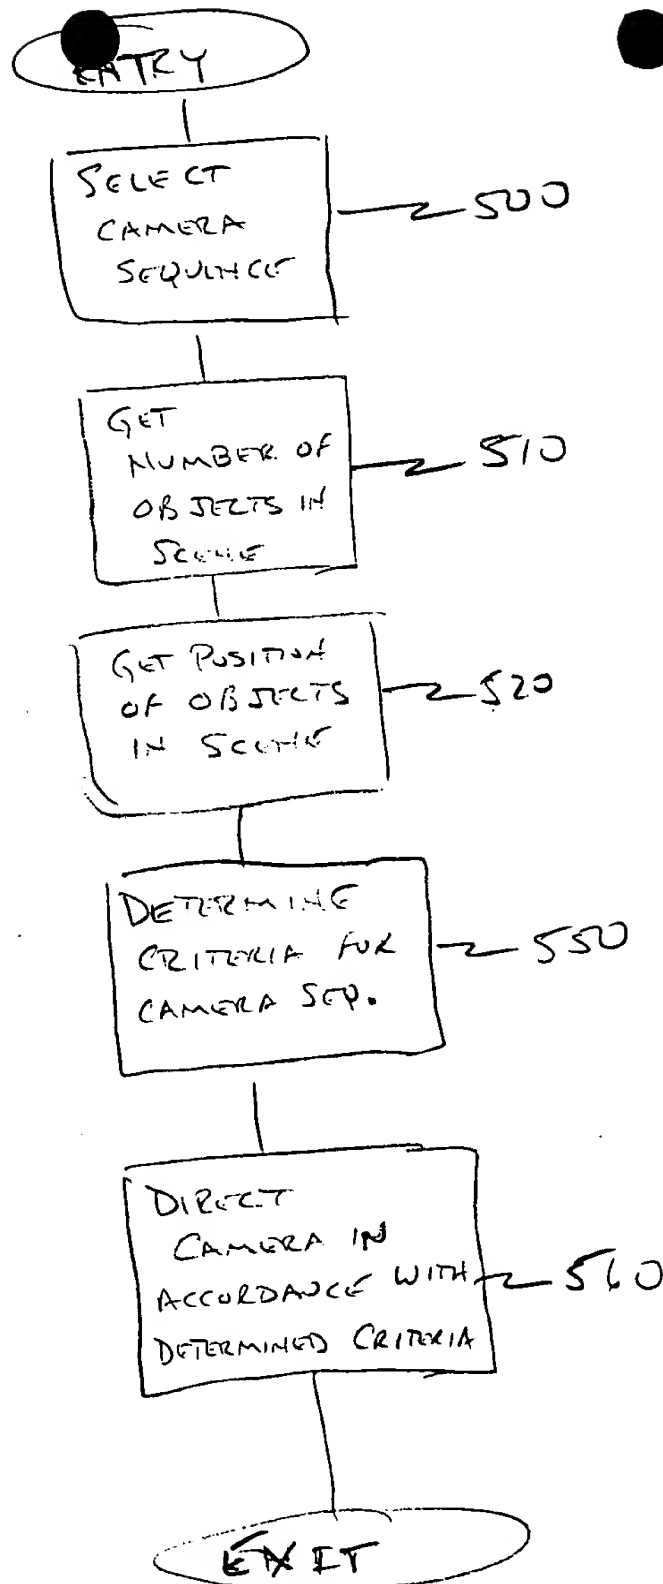 ENTRY
SELECT
CAMERA
SEQUENCE
500
GET
NUMBER OF
OBJECTS IN
SCENE
510
GET POSITION
OF OBJECTS
IN SCENE
520
DETERMINE
CRITERIA FOR
CAMERA SEQ.
550
DIRECT
CAMERA IN
ACCORDANCE WITH
DETERMINED CRITERIA
560
EXIT